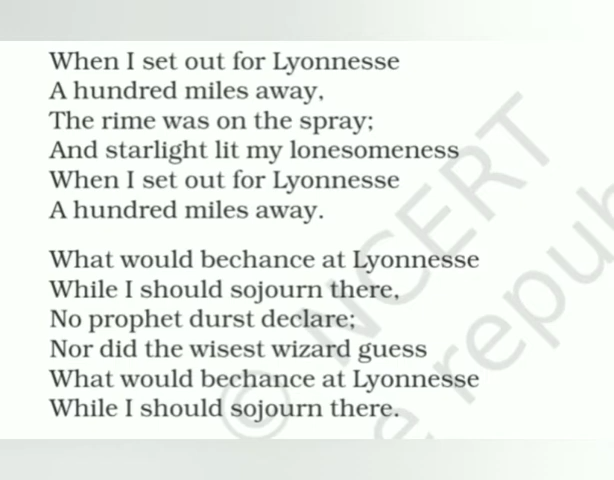 When I set out for Lyonnesse
A hundred miles away,
The rime was on the spray;
And starlight lit my lonesomeness
When I set out for Lyonnesse
A hundred miles away.
What would bechance at Lyonnesse
While I should sojourn there,
No prophet durst declare;
Nor did the wisest wizard guess
What would bechance at Lyonnesse
While I should sojourn there.
© NCERT
e repub